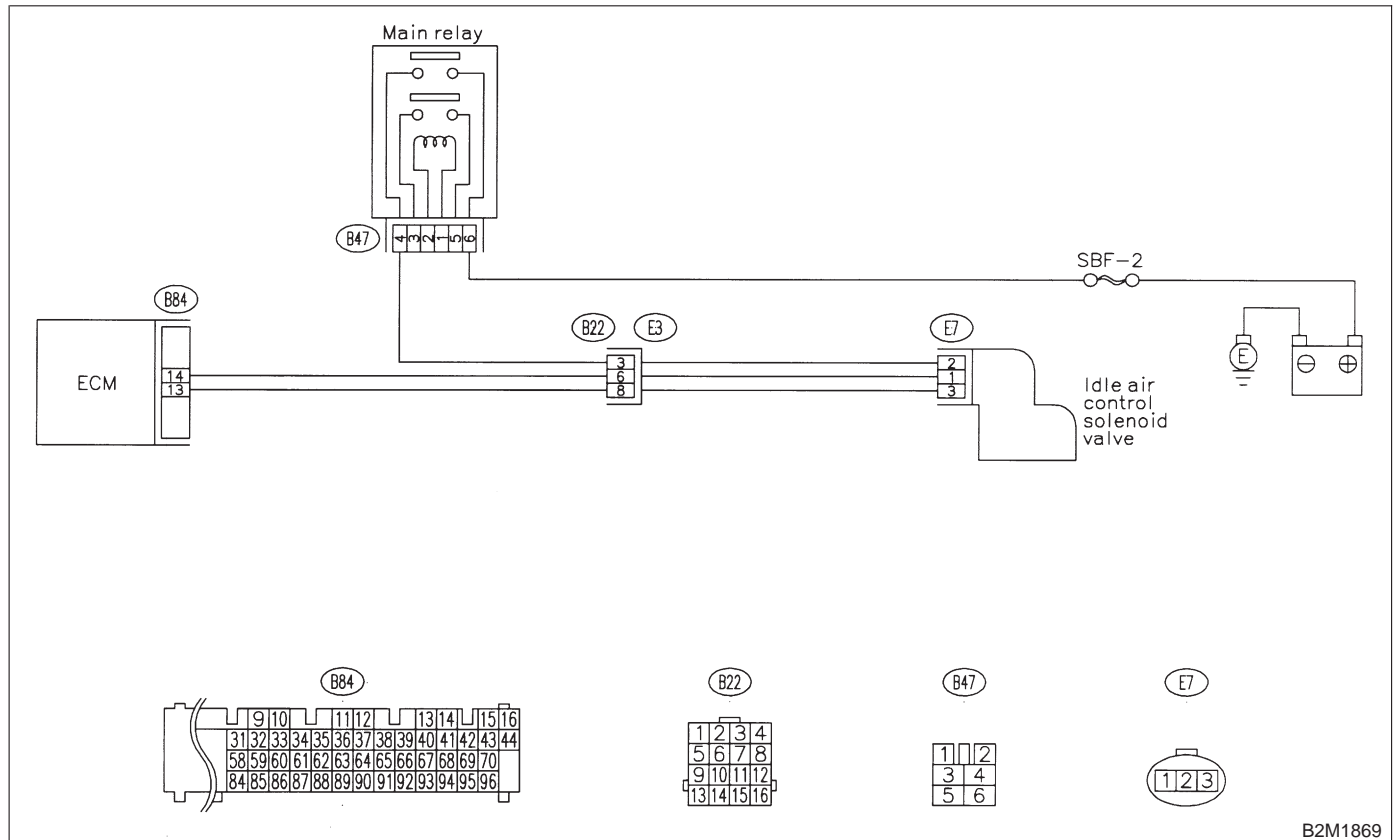 Main relay
B47
4 3 2 1 5 6
SBF-2
B84
B22 E3
E7
E
⊖ ⊕
ECM
14
13
3
6
8
2
1
3
Idle air
control
solenoid
valve
B84
B22
B47
E7
9 10 11 12 13 14 15 16
31 32 33 34 35 36 37 38 39 40 41 42 43 44
58 59 60 61 62 63 64 65 66 67 68 69 70
84 85 86 87 88 89 90 91 92 93 94 95 96
1 2 3 4
5 6 7 8
9 10 11 12
13 14 15 16
1 2
3 4
5 6
1 2 3
B2M1869